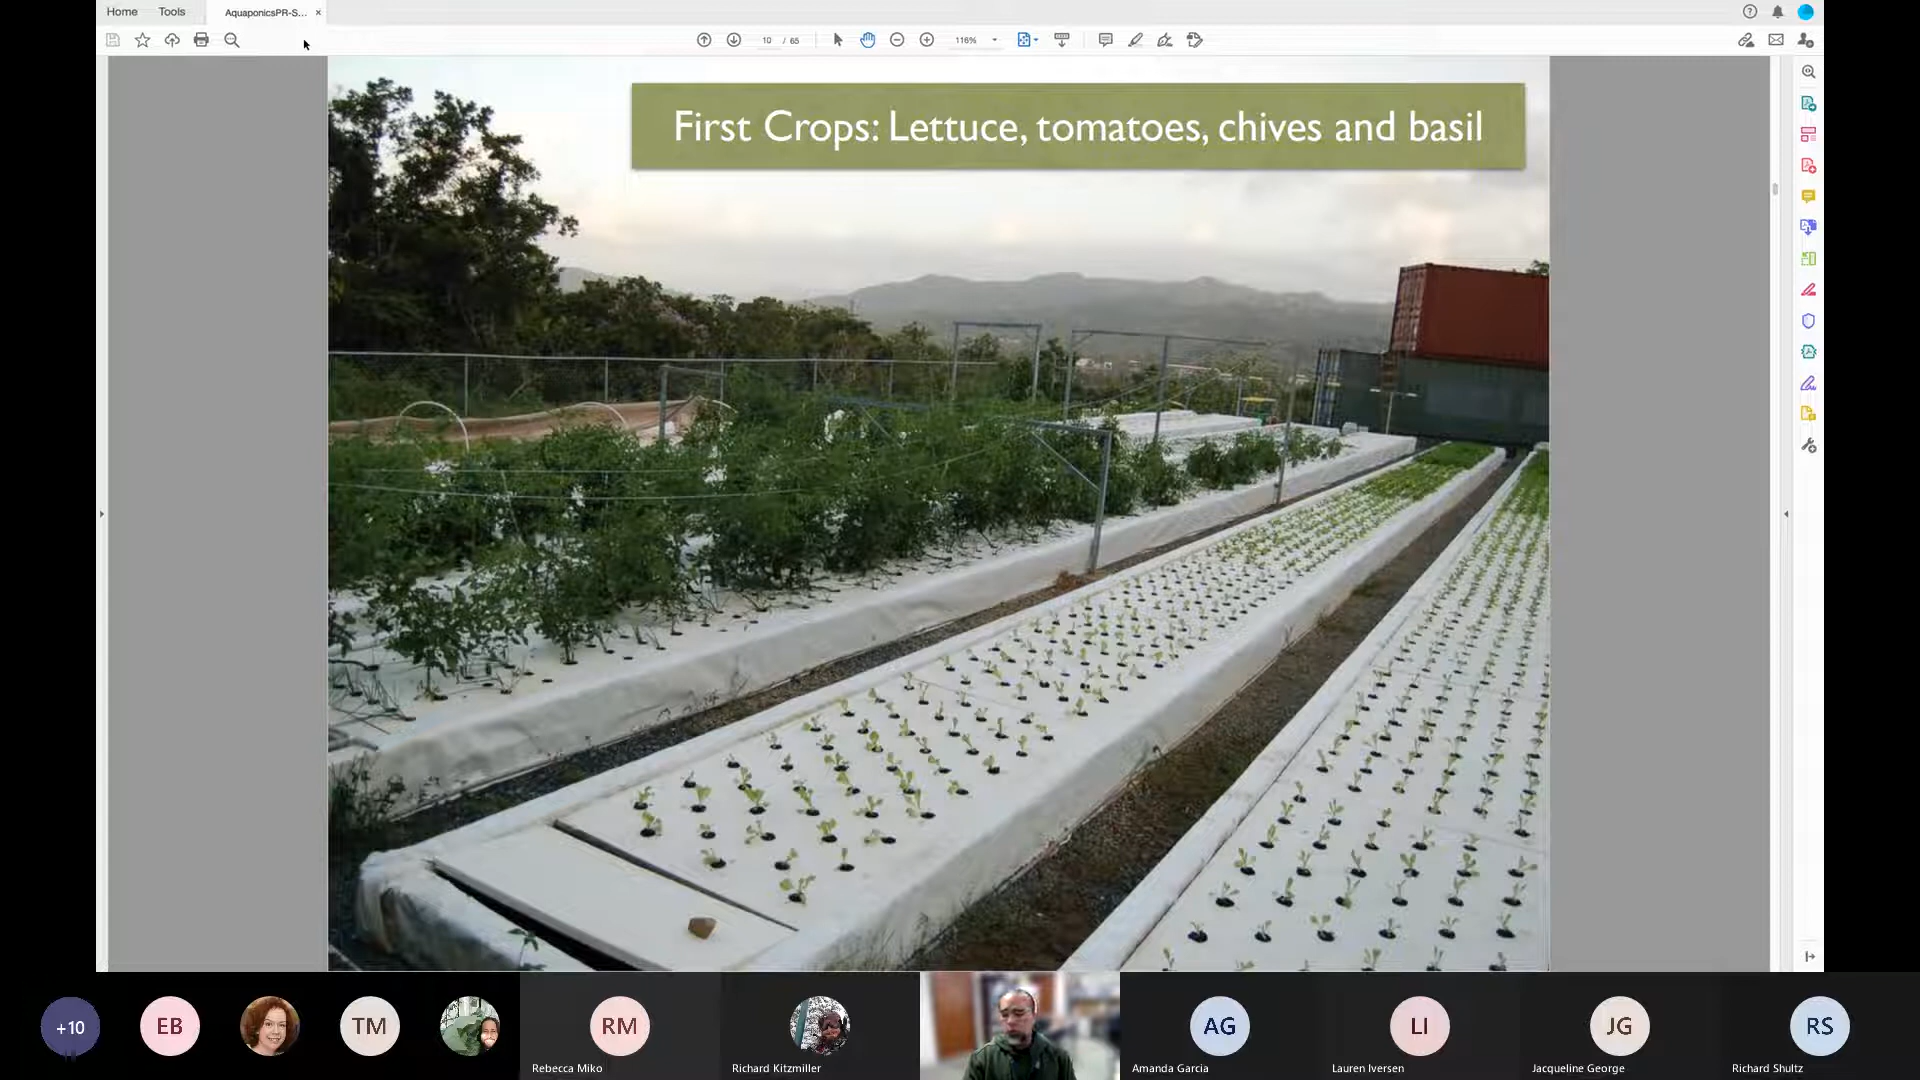 Home Tools AquaponicsPR-S...
10 / 65 116%
First Crops: Lettuce, tomatoes, chives and basil
+10 EB TM RM AG LI JG RS
Rebecca Miko Richard Kitzmiller Amanda Garcia Lauren Iversen Jacqueline George Richard Shultz